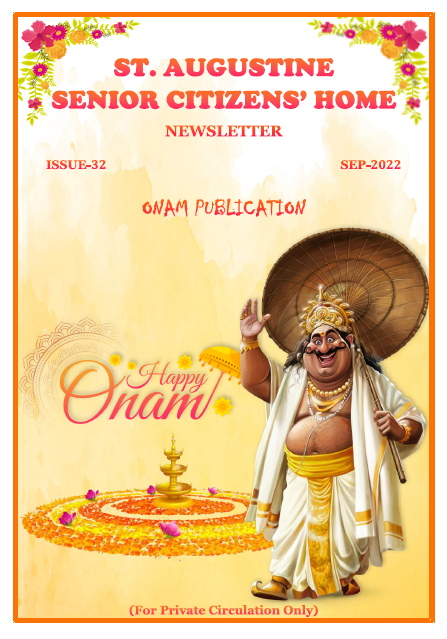 ST. AUGUSTINE
SENIOR CITIZENS' HOME
NEWSLETTER
ISSUE-32 SEP-2022
ONAM PUBLICATION
Happy
Onam
(For Private Circulation Only)